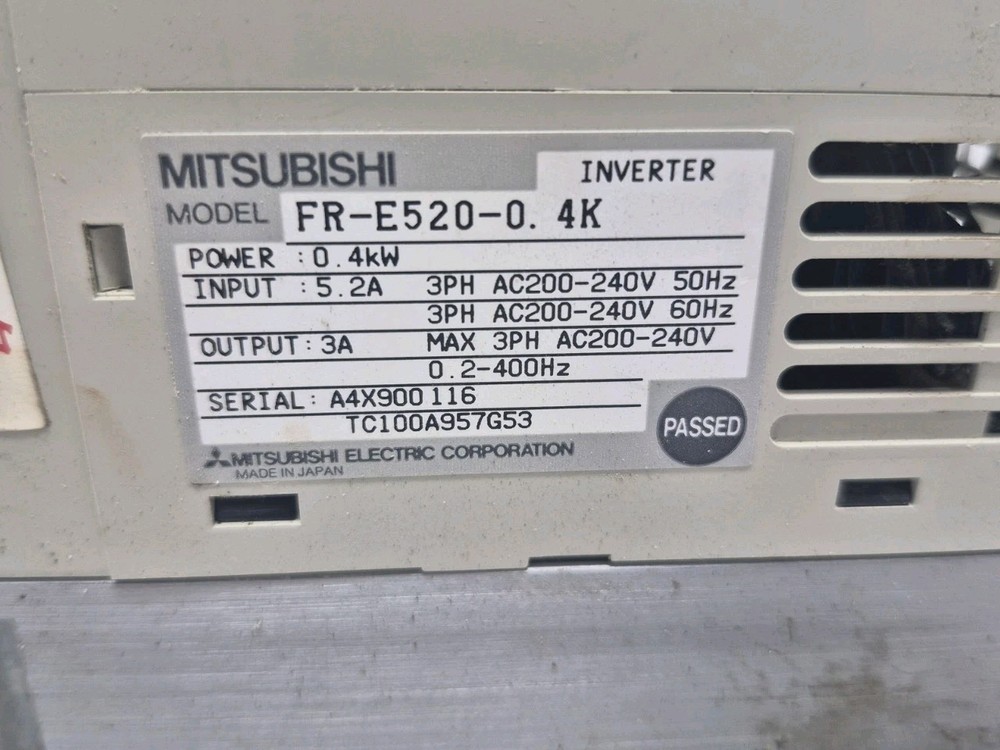 MITSUBISHI INVERTER
MODEL FR-E520-0.4K
POWER :0.4kW
INPUT :5.2A 3PH AC200-240V 50Hz
3PH AC200-240V 60Hz
OUTPUT:3A MAX 3PH AC200-240V
0.2-400Hz
SERIAL: A4X900116
TC100A957G53
PASSED
MITSUBISHI ELECTRIC CORPORATION
MADE IN JAPAN